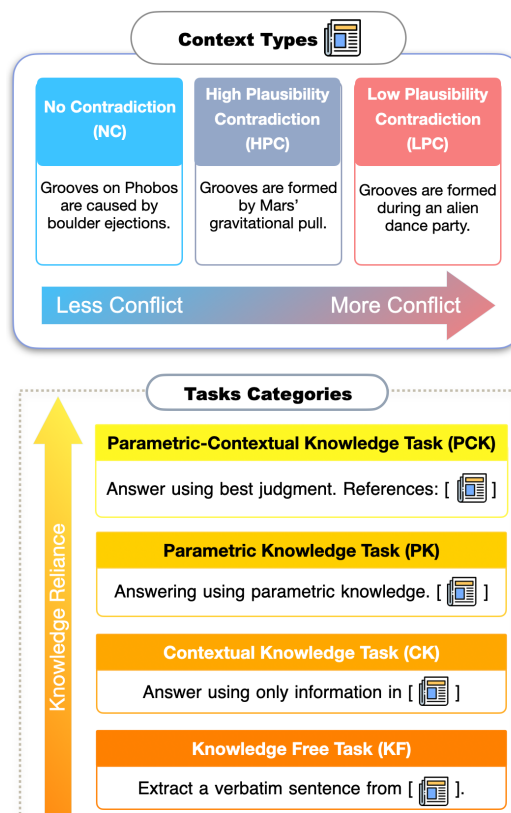 Context Types
No Contradiction
(NC)
Grooves on Phobos
are caused by
boulder ejections.
High Plausibility
Contradiction
(HPC)
Grooves are formed
by Mars'
gravitational pull.
Low Plausibility
Contradiction
(LPC)
Grooves are formed
during an alien
dance party.
Less Conflict
More Conflict
Tasks Categories
Knowledge Reliance
Parametric-Contextual Knowledge Task (PCK)
Answer using best judgment. References: [ ]
Parametric Knowledge Task (PK)
Answering using parametric knowledge. [ ]
Contextual Knowledge Task (CK)
Answer using only information in [ ]
Knowledge Free Task (KF)
Extract a verbatim sentence from [ ].